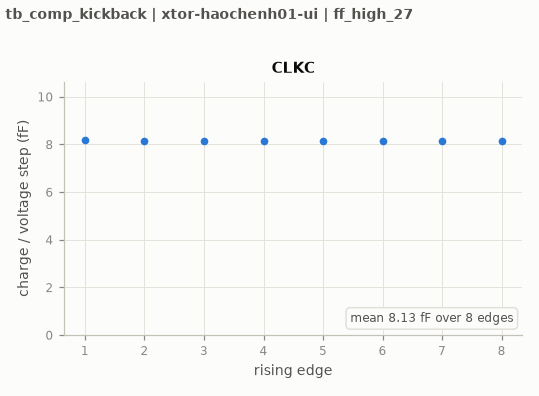 tb_comp_kickback | xtor-haochenh01-ui | ff_high_27
CLKC
charge / voltage step (fF)
10
8
6
4
2
0
mean 8.13 fF over 8 edges
1 2 3 4 5 6 7 8
rising edge